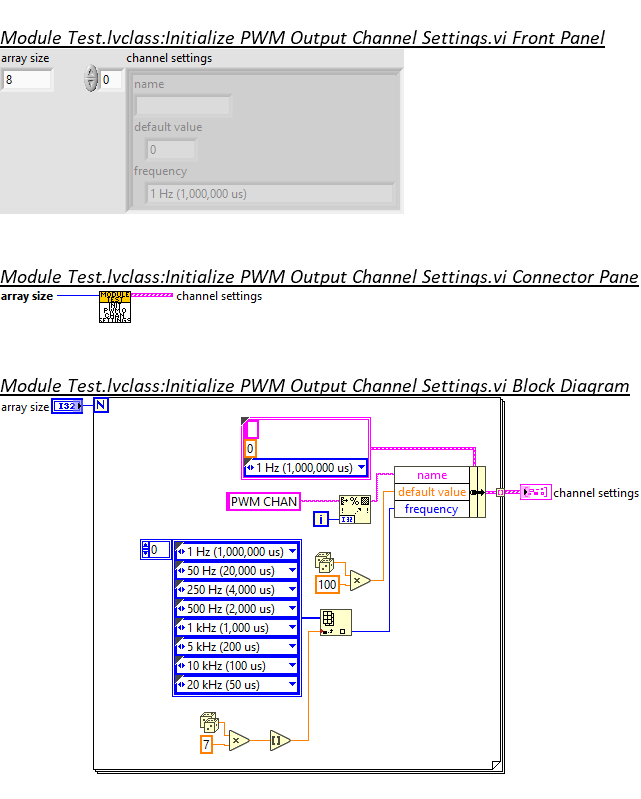 Module Test.lvclass:Initialize PWM Output Channel Settings.vi Front Panel
array size
channel settings
8
0
name
default value
0
frequency
1 Hz (1,000,000 us)
Module Test.lvclass:Initialize PWM Output Channel Settings.vi Connector Pane
array size
MODULE
TEST
INIT
PWMO
CHAN
SETTINGS
channel settings
Module Test.lvclass:Initialize PWM Output Channel Settings.vi Block Diagram
array size
I32
N
0
1 Hz (1,000,000 us)
name
default value
frequency
channel settings
PWM CHAN
I32
i
0
1 Hz (1,000,000 us)
50 Hz (20,000 us)
250 Hz (4,000 us)
500 Hz (2,000 us)
1 kHz (1,000 us)
5 kHz (200 us)
10 kHz (100 us)
20 kHz (50 us)
100
7